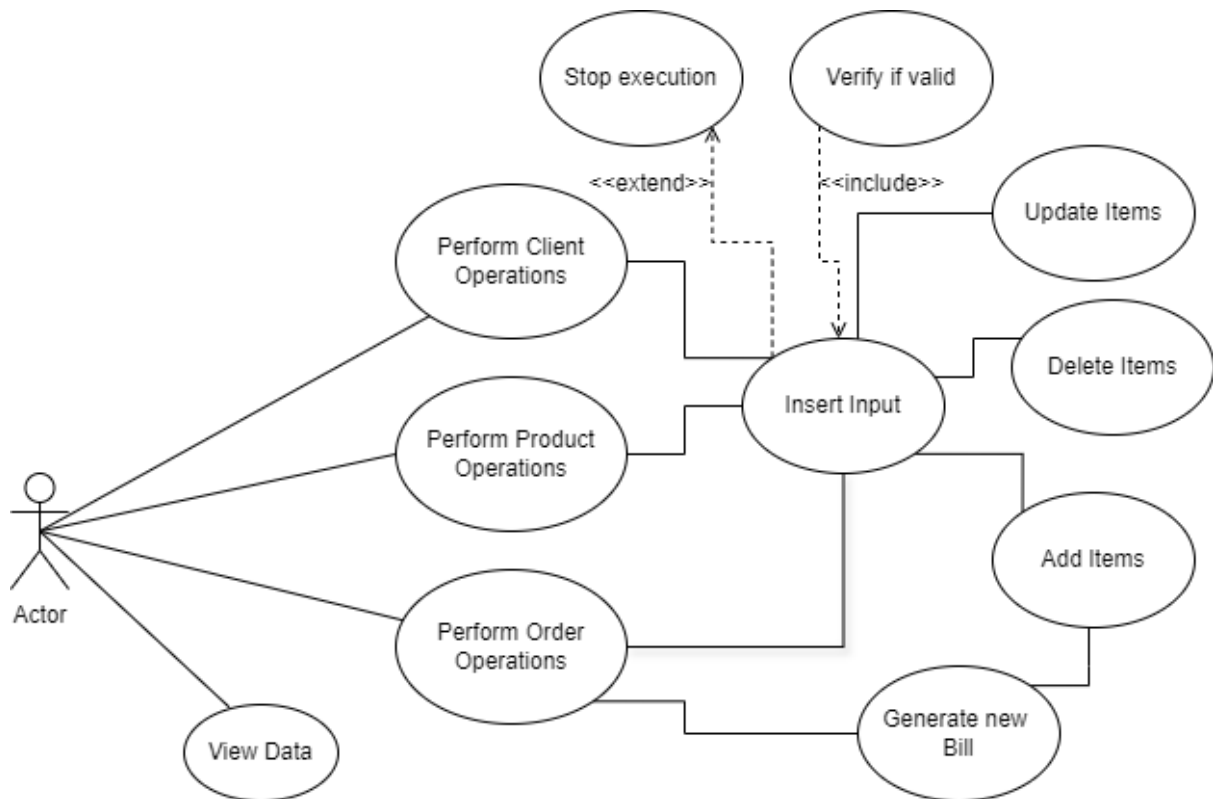 Stop execution
Verify if valid
<<extend>>
<<include>>
Update Items
Perform Client
Operations
Delete Items
Insert Input
Perform Product
Operations
Add Items
Actor
Perform Order
Operations
Generate new
Bill
View Data